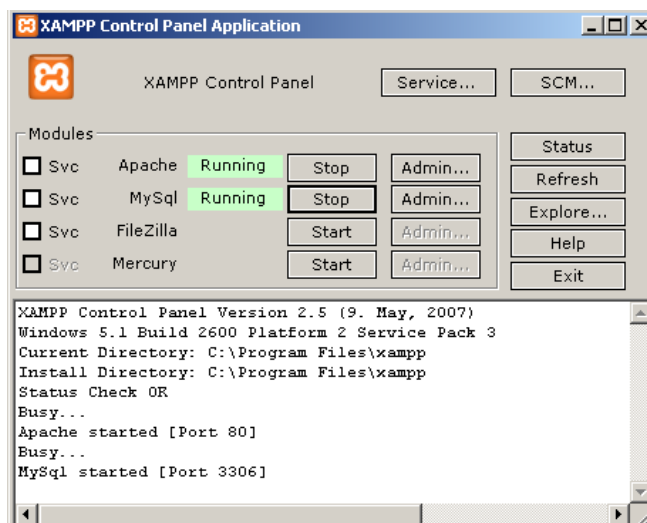 XAMPP Control Panel Application
XAMPP Control Panel Service... SCM...
Modules
Svc Apache Running Stop Admin...
Svc MySql Running Stop Admin...
Svc FileZilla Start Admin...
Svc Mercury Start Admin...
Status
Refresh
Explore...
Help
Exit
XAMPP Control Panel Version 2.5 (9. May, 2007)
Windows 5.1 Build 2600 Platform 2 Service Pack 3
Current Directory: C:\Program Files\xampp
Install Directory: C:\Program Files\xampp
Status Check OK
Busy...
Apache started [Port 80]
Busy...
MySql started [Port 3306]